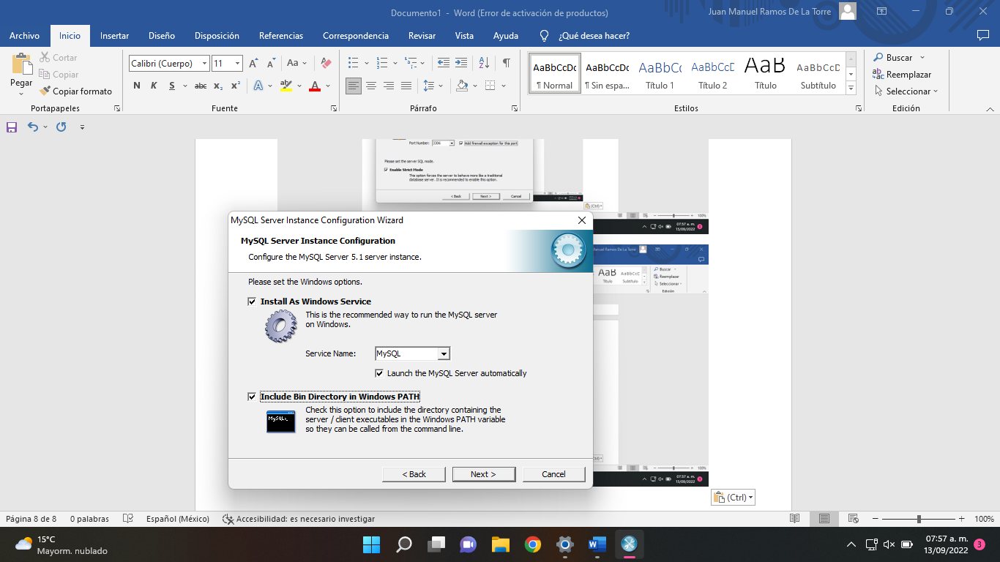 Documento1 - Word (Error de activación de productos)
Juan Manuel Ramos De La Torre
Archivo Inicio Insertar Diseño Disposición Referencias Correspondencia Revisar Vista Ayuda ¿Qué desea hacer?
Pegar
Cortar
Copiar
Copiar formato
Portapapeles
Calibri (Cuerpo) 11
N K S abc x₂ x²
Fuente
Párrafo
AaBbCcDc AaBbCcDc AaBbCc AaBbCcD AaB AaBbCcD
¶ Normal ¶ Sin espa... Título 1 Título 2 Título Subtítulo
Estilos
Buscar
Reemplazar
Seleccionar
Edición
Port Number: 3306 Add firewall exception for this port
Please set the server SQL mode.
Enable Strict Mode
This option forces the server to behave more like a traditional
database server. It is recommended to enable this option.
< Back Next > Cancel
(Ctrl)
100%
07:57 a. m.
13/09/2022
MySQL Server Instance Configuration Wizard
MySQL Server Instance Configuration
Configure the MySQL Server 5.1 server instance.
Please set the Windows options.
Install As Windows Service
This is the recommended way to run the MySQL server
on Windows.
Service Name: MySQL
Launch the MySQL Server automatically
Include Bin Directory in Windows PATH
Check this option to include the directory containing the
server / client executables in the Windows PATH variable
so they can be called from the command line.
< Back Next > Cancel
Manuel Ramos De La Torre
AaB AaBbCcD
Título Subtítulo
Buscar
Reemplazar
Seleccionar
Edición
100%
07:57 a. m.
13/09/2022
(Ctrl)
Página 8 de 8 0 palabras Español (México) Accesibilidad: es necesario investigar 100%
15°C
Mayorm. nublado
07:57 a. m.
13/09/2022
3